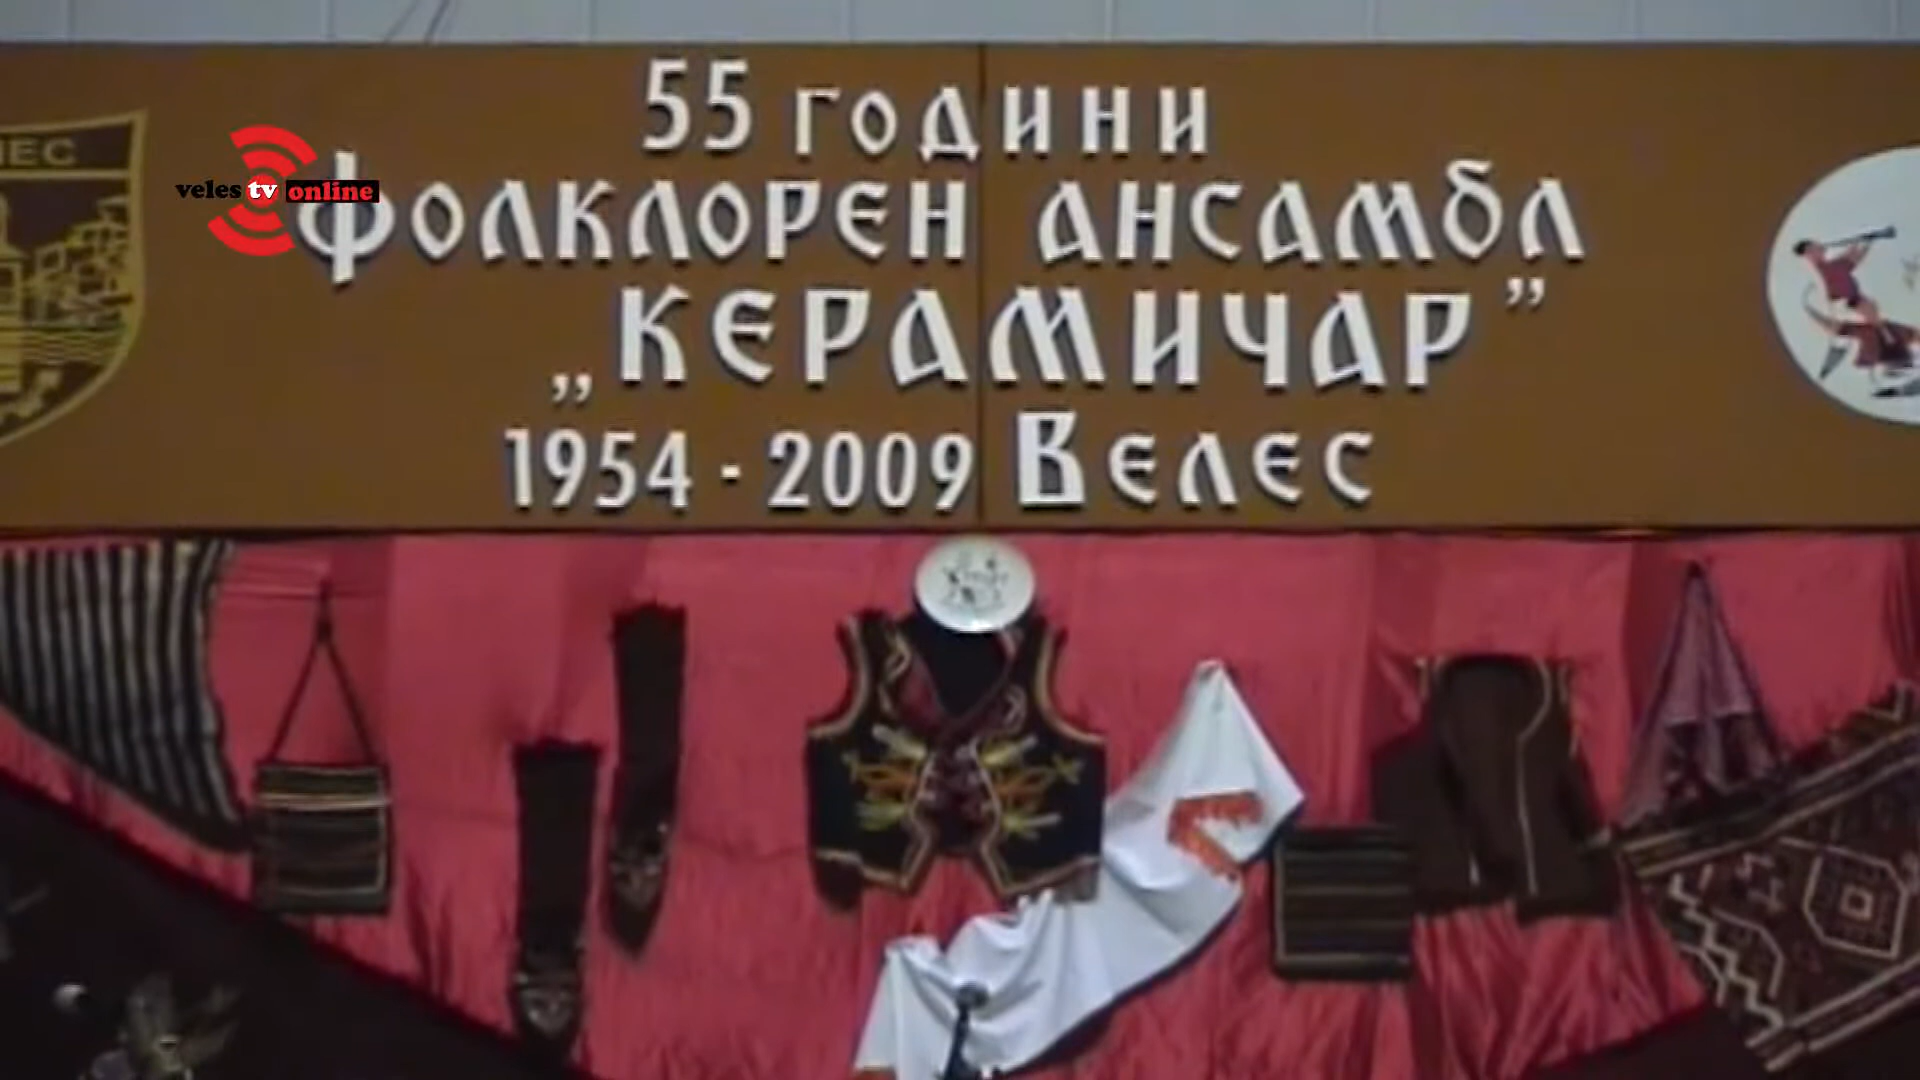 55 години
фолклорен ансамбл
„Керамичар”
1954 - 2009 Велес
veles tv online